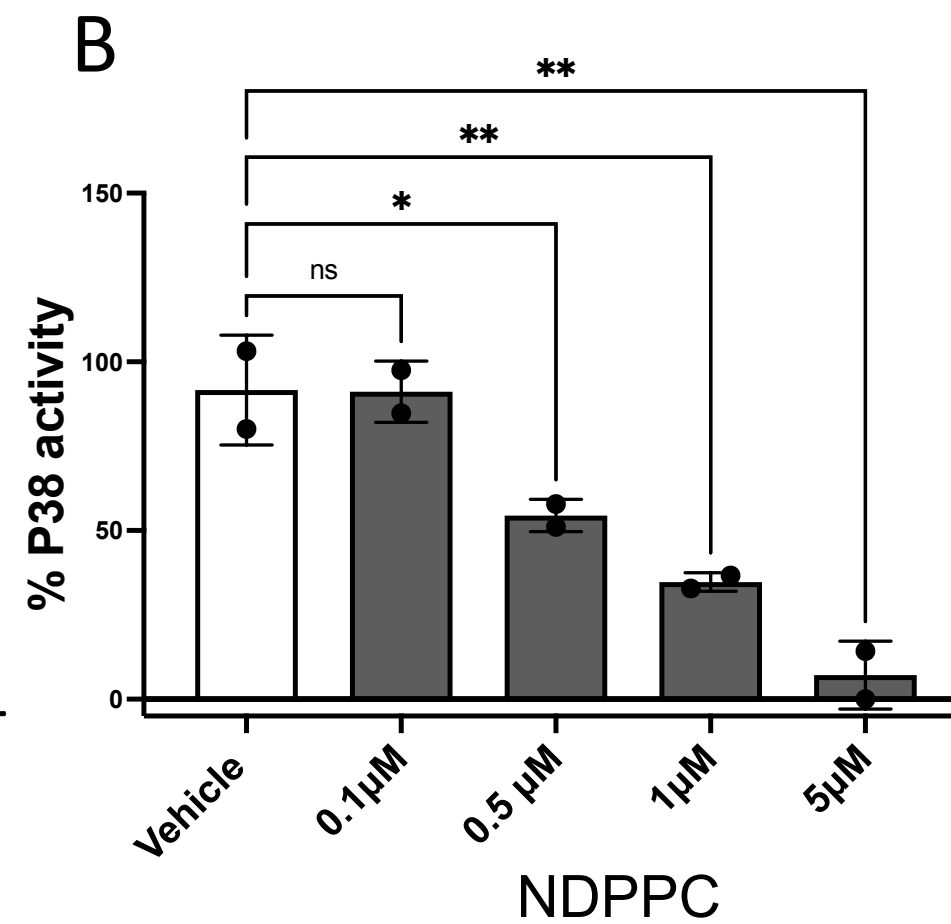 B
**
**
*
ns
150
100
50
0
% P38 activity
Vehicle
0.1µM
0.5 µM
1µM
5µM
NDPPC